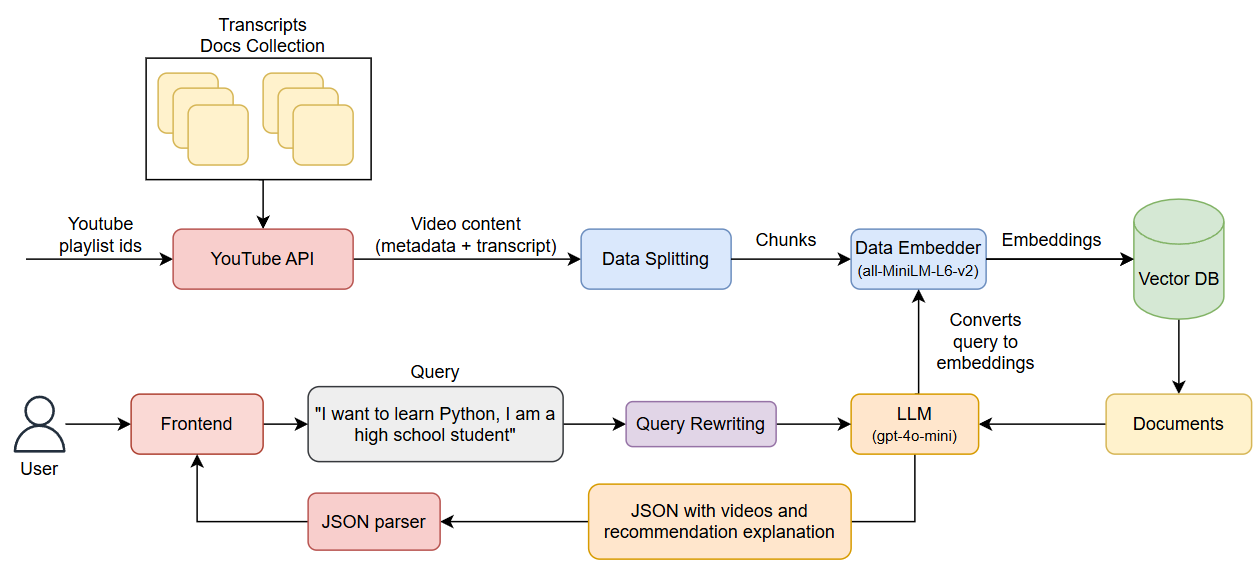 Transcripts
Docs Collection
Youtube
playlist ids
YouTube API
Video content
(metadata + transcript)
Data Splitting
Chunks
Data Embedder
(all-MiniLM-L6-v2)
Embeddings
Vector DB
Converts
query to
embeddings
User
Frontend
Query
"I want to learn Python, I am a
high school student"
Query Rewriting
LLM
(gpt-4o-mini)
Documents
JSON parser
JSON with videos and
recommendation explanation